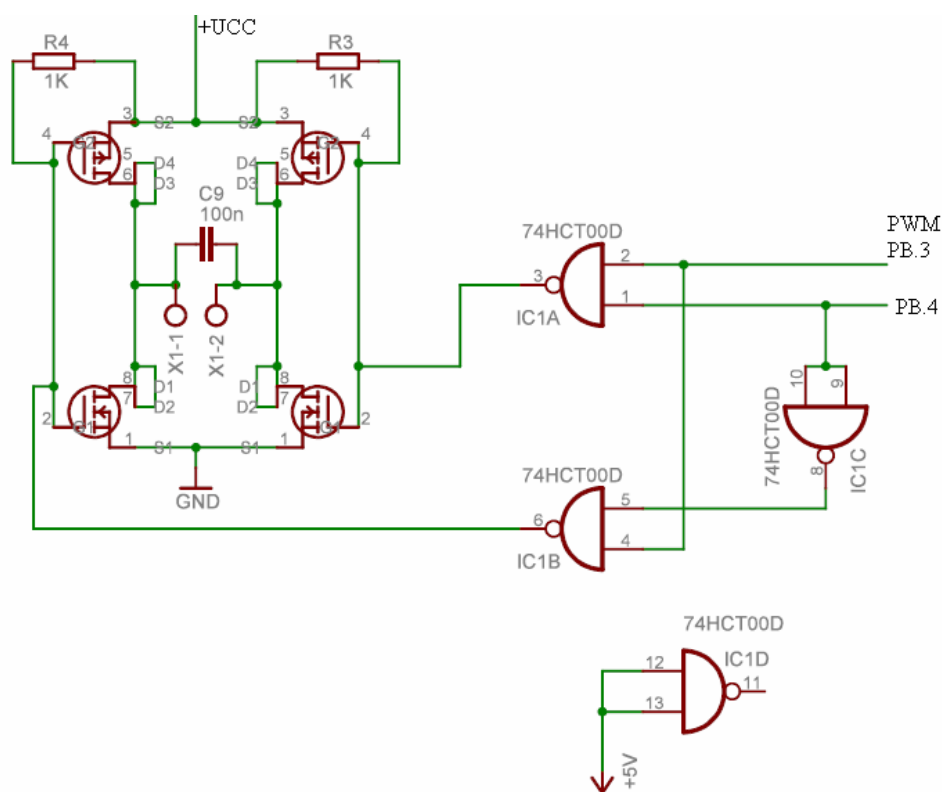 +UCC
R4
1K
R3
1K
3
S2
S2
3
4
G2
G2
4
5
D4
D4
5
6
D3
D3
6
C9
100n
74HCT00D
PWM
PB.3
2
3
1
PB.4
IC1A
X1-1
X1-2
10
9
8
D1
D1
8
7
D2
D2
7
2
G1
G1
2
1
S1
S1
1
GND
74HCT00D
8
IC1C
74HCT00D
5
6
4
IC1B
74HCT00D
12
IC1D
11
13
+5V